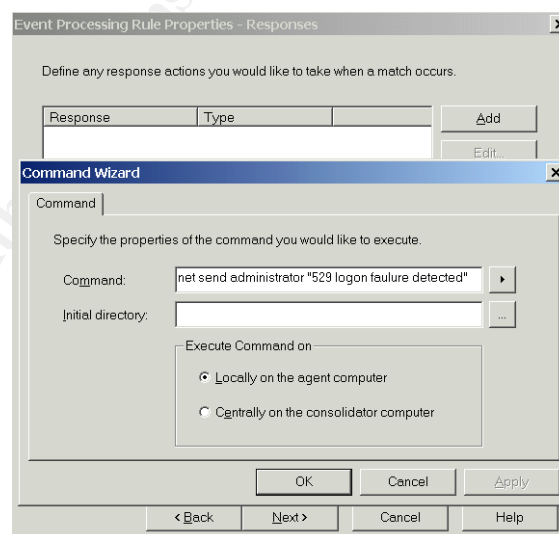 Event Processing Rule Properties - Responses
Define any response actions you would like to take when a match occurs.
Response Type Add
Edit...
Command Wizard
Command
Specify the properties of the command you would like to execute.
Command: net send administrator "529 logon faulure detected"
Initial directory: ...
Execute Command on
Locally on the agent computer
Centrally on the consolidator computer
OK Cancel Apply
< Back Next > Cancel Help